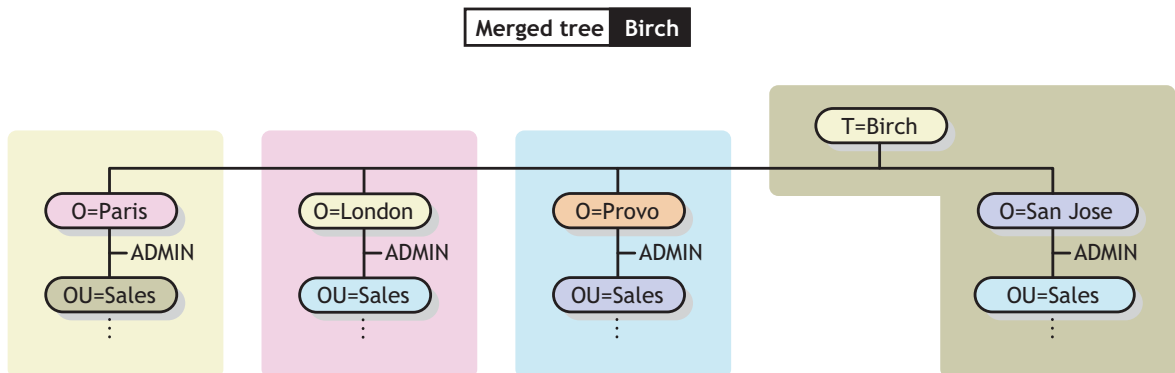 Merged tree Birch
T=Birch
O=Paris O=London O=Provo O=San Jose
ADMIN ADMIN ADMIN ADMIN
OU=Sales OU=Sales OU=Sales OU=Sales